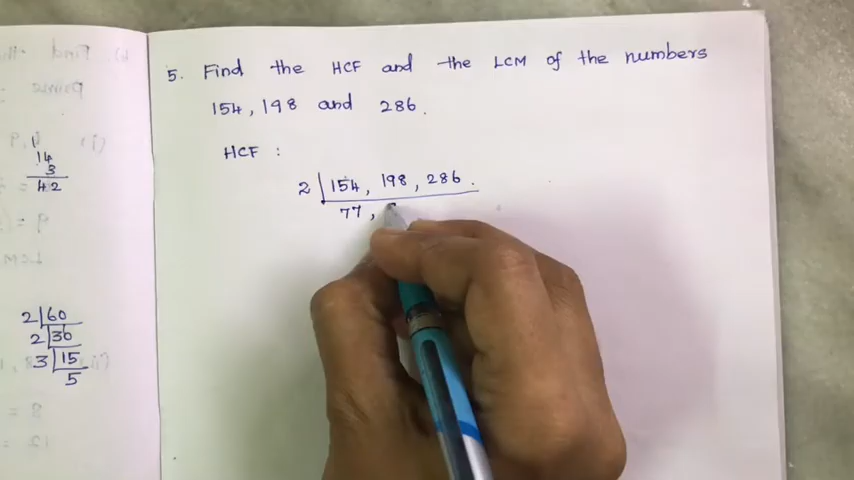 5. Find the HCF and the LCM of the numbers
154, 198 and 286.
HCF :
2 | 154, 198, 286.
77,
14
3
42
2 | 60
2 | 30
3 | 15
5